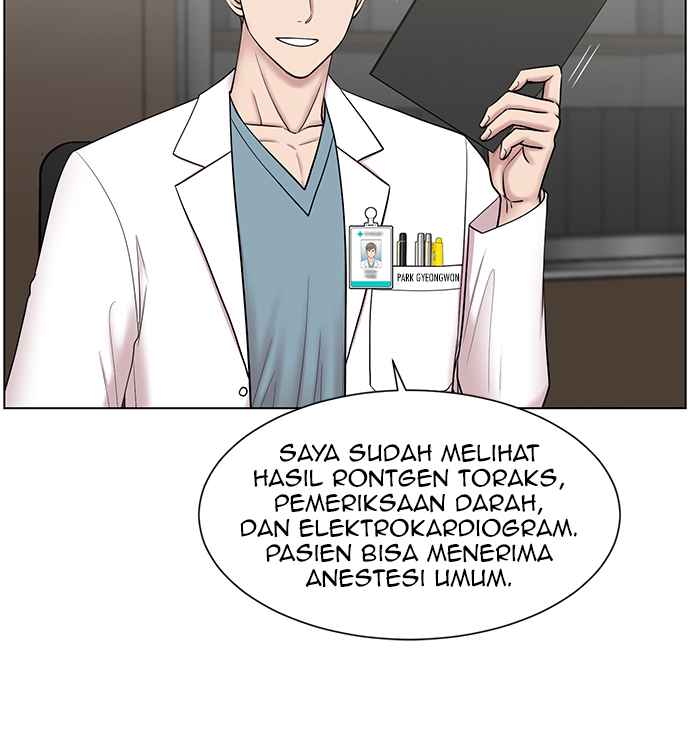 PARK GYEONGWON
SAYA SUDAH MELIHAT
HASIL RONTGEN TORAKS,
PEMERIKSAAN DARAH,
DAN ELEKTROKARDIOGRAM.
PASIEN BISA MENERIMA
ANESTESI UMUM.